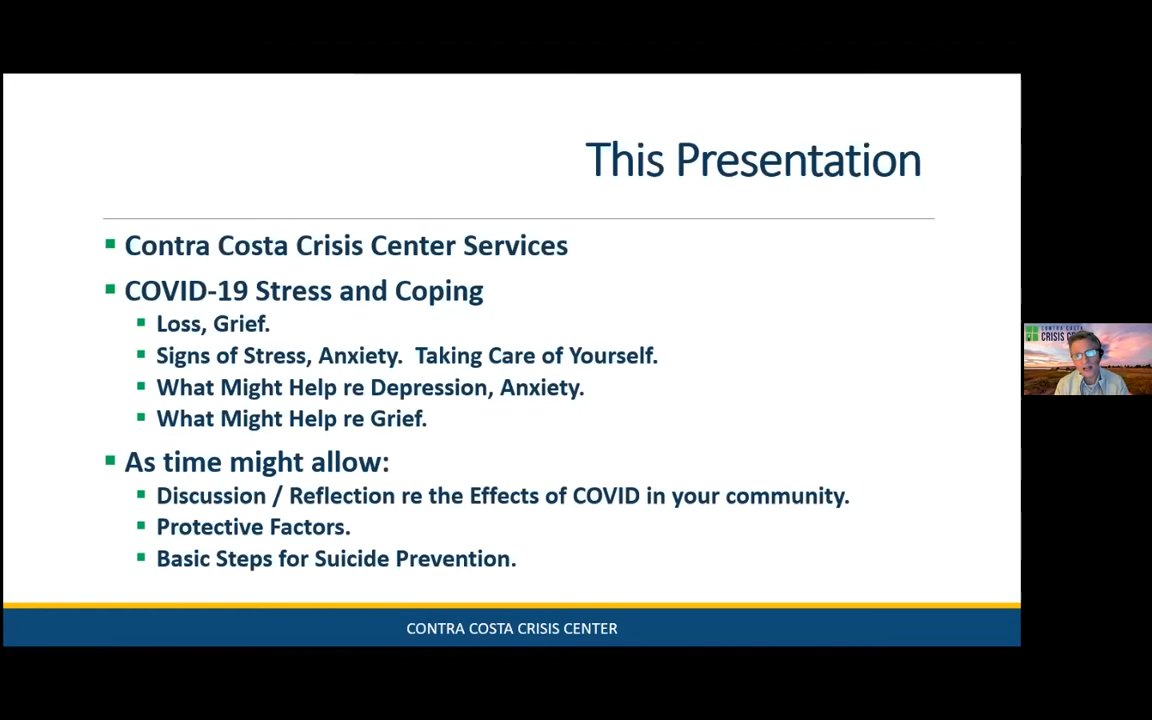 This Presentation
Contra Costa Crisis Center Services
COVID-19 Stress and Coping
Loss, Grief.
Signs of Stress, Anxiety. Taking Care of Yourself.
What Might Help re Depression, Anxiety.
What Might Help re Grief.
As time might allow:
Discussion / Reflection re the Effects of COVID in your community.
Protective Factors.
Basic Steps for Suicide Prevention.
CONTRA COSTA CRISIS CENTER
CONTRA COSTA
CRISIS